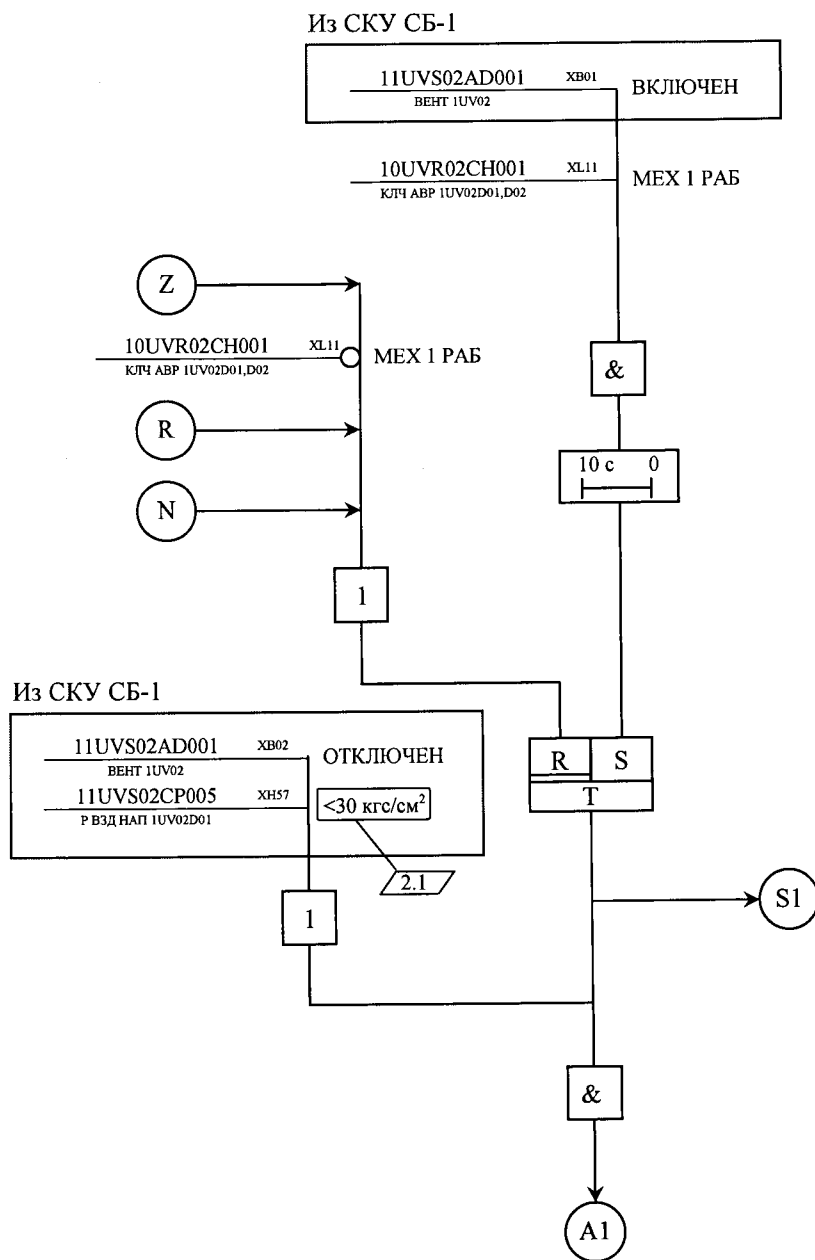 Из СКУ СБ-1
11UVS02AD001 XB01 ВКЛЮЧЕН
ВЕНТ 1UV02
10UVR02CH001 XL11 МЕХ 1 РАБ
КЛЧ АВР 1UV02D01,D02
Z
10UVR02CH001 XL11 МЕХ 1 РАБ
КЛЧ АВР 1UV02D01,D02
&
R
10 с 0
N
1
Из СКУ СБ-1
11UVS02AD001 XB02 ОТКЛЮЧЕН
ВЕНТ 1UV02
R S
11UVS02CP005 XH57 <30 кгс/см²
Р ВЗД НАП 1UV02D01
T
2.1
S1
1
&
A1